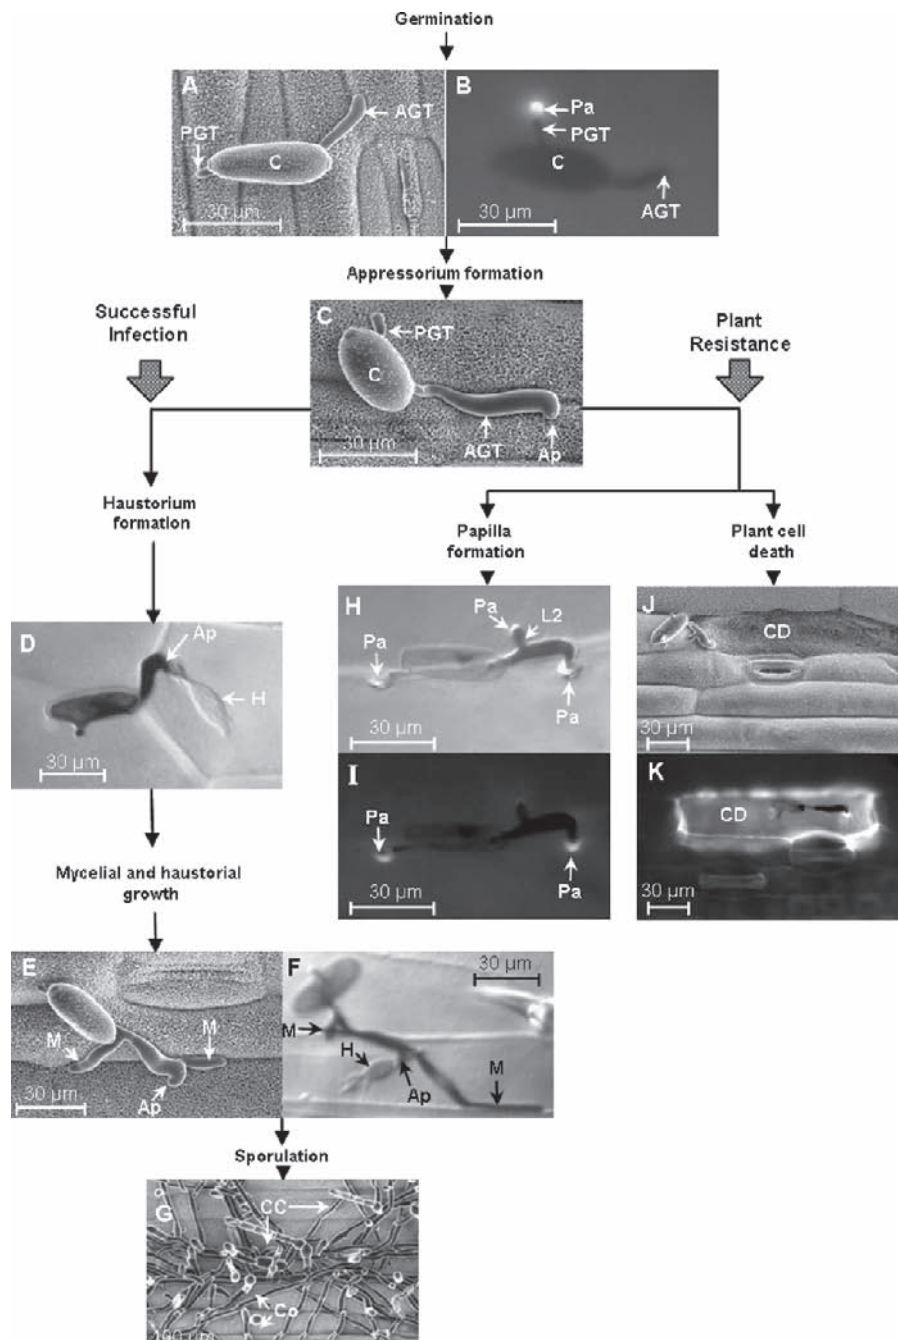 Germination
A
AGT
PGT
C
30 µm
B
Pa
PGT
C
AGT
30 µm
Appressorium formation
Successful
Infection
Plant
Resistance
C
PGT
C
AGT
Ap
30 µm
Haustorium
formation
Papilla
formation
Plant cell
death
D
Ap
H
30 µm
H
Pa
L2
Pa
Pa
30 µm
J
CD
30 µm
I
Pa
Pa
30 µm
K
CD
30 µm
Mycelial and haustorial
growth
E
M
M
Ap
30 µm
F
30 µm
M
H
Ap
M
Sporulation
G
CC
Co